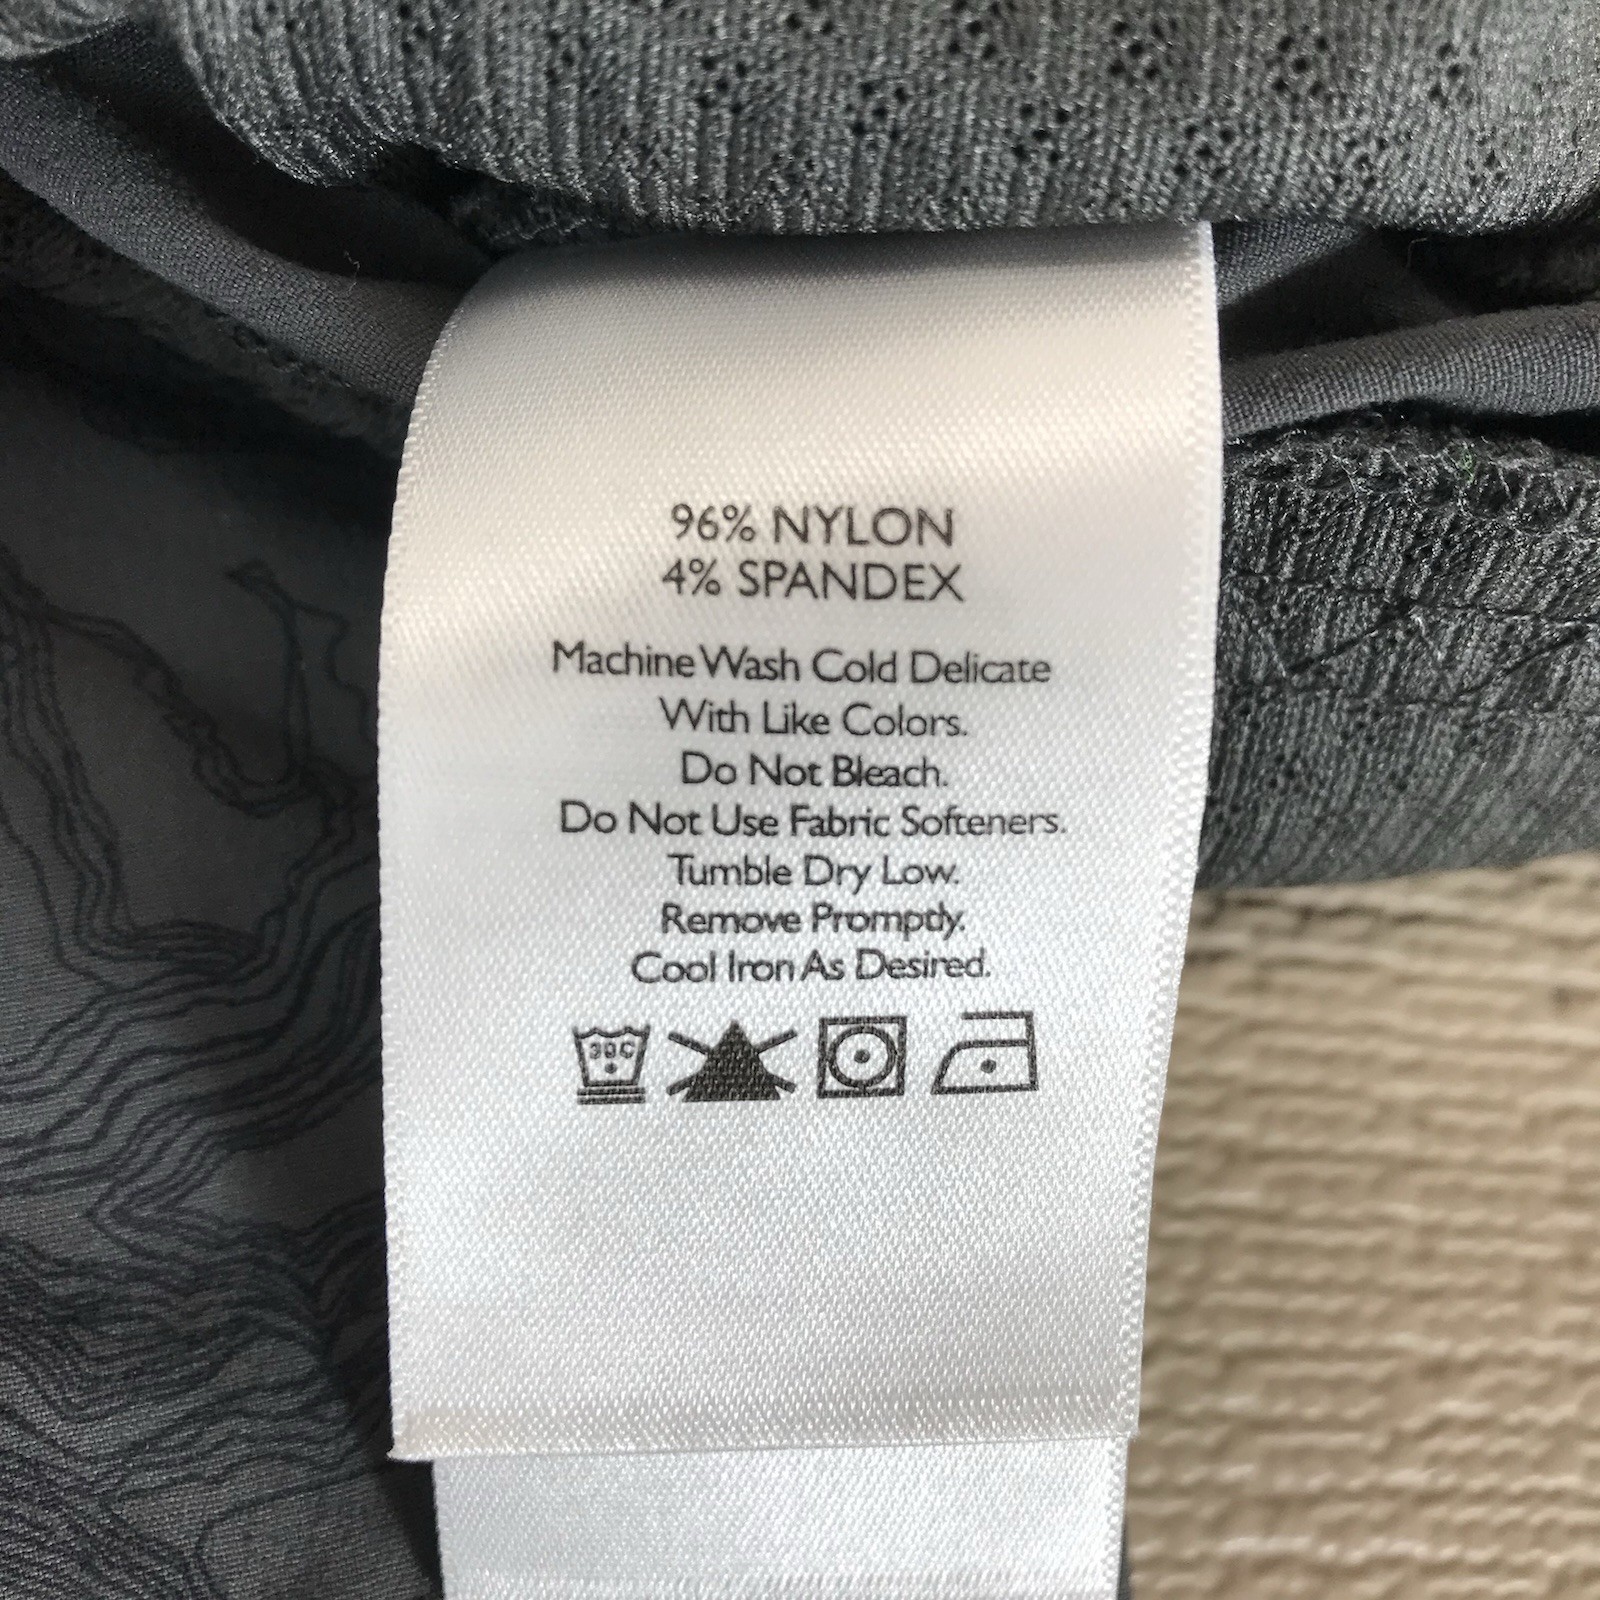 96% NYLON
4% SPANDEX
Machine Wash Cold Delicate
With Like Colors.
Do Not Bleach.
Do Not Use Fabric Softeners.
Tumble Dry Low.
Remove Promptly.
Cool Iron As Desired.
30C